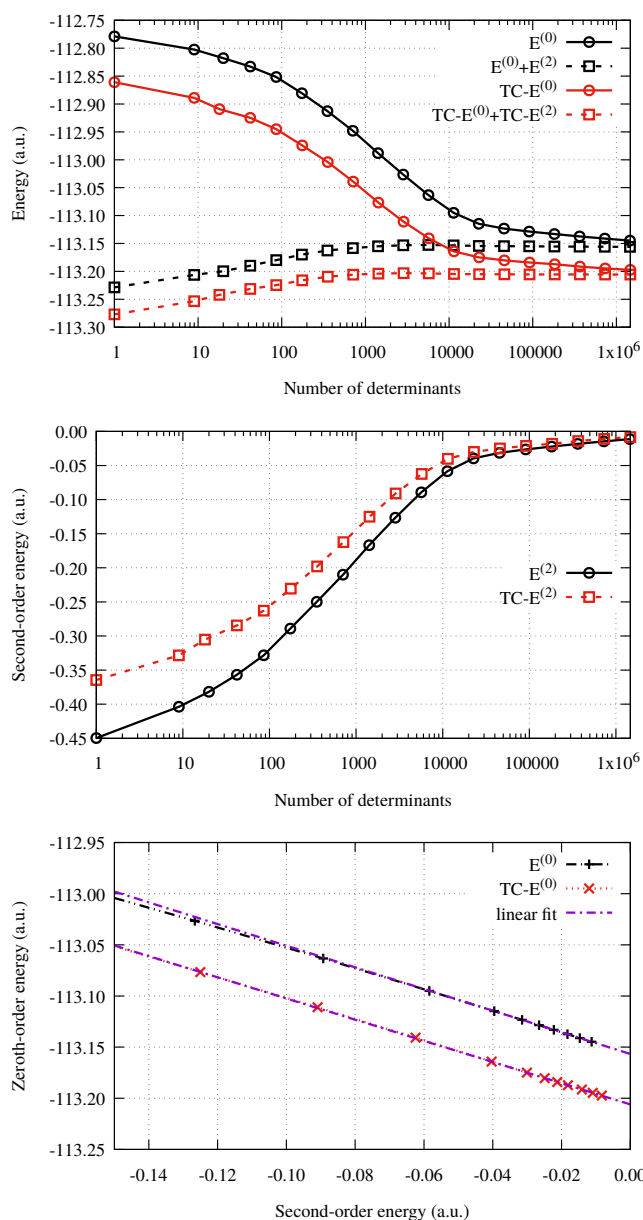 -112.75
-112.80
-112.85
-112.90
-112.95
-113.00
-113.05
-113.10
-113.15
-113.20
-113.25
-113.30
Energy (a.u.)
E(0)
E(0)+E(2)
TC-E(0)
TC-E(0)+TC-E(2)
1 10 100 1000 10000 100000 1x10^6
Number of determinants
0.00
-0.05
-0.10
-0.15
-0.20
-0.25
-0.30
-0.35
-0.40
-0.45
Second-order energy (a.u.)
E(2)
TC-E(2)
1 10 100 1000 10000 100000 1x10^6
Number of determinants
-112.95
-113.00
-113.05
-113.10
-113.15
-113.20
-113.25
Zeroth-order energy (a.u.)
E(0)
TC-E(0)
linear fit
-0.14 -0.12 -0.10 -0.08 -0.06 -0.04 -0.02 0.00
Second-order energy (a.u.)